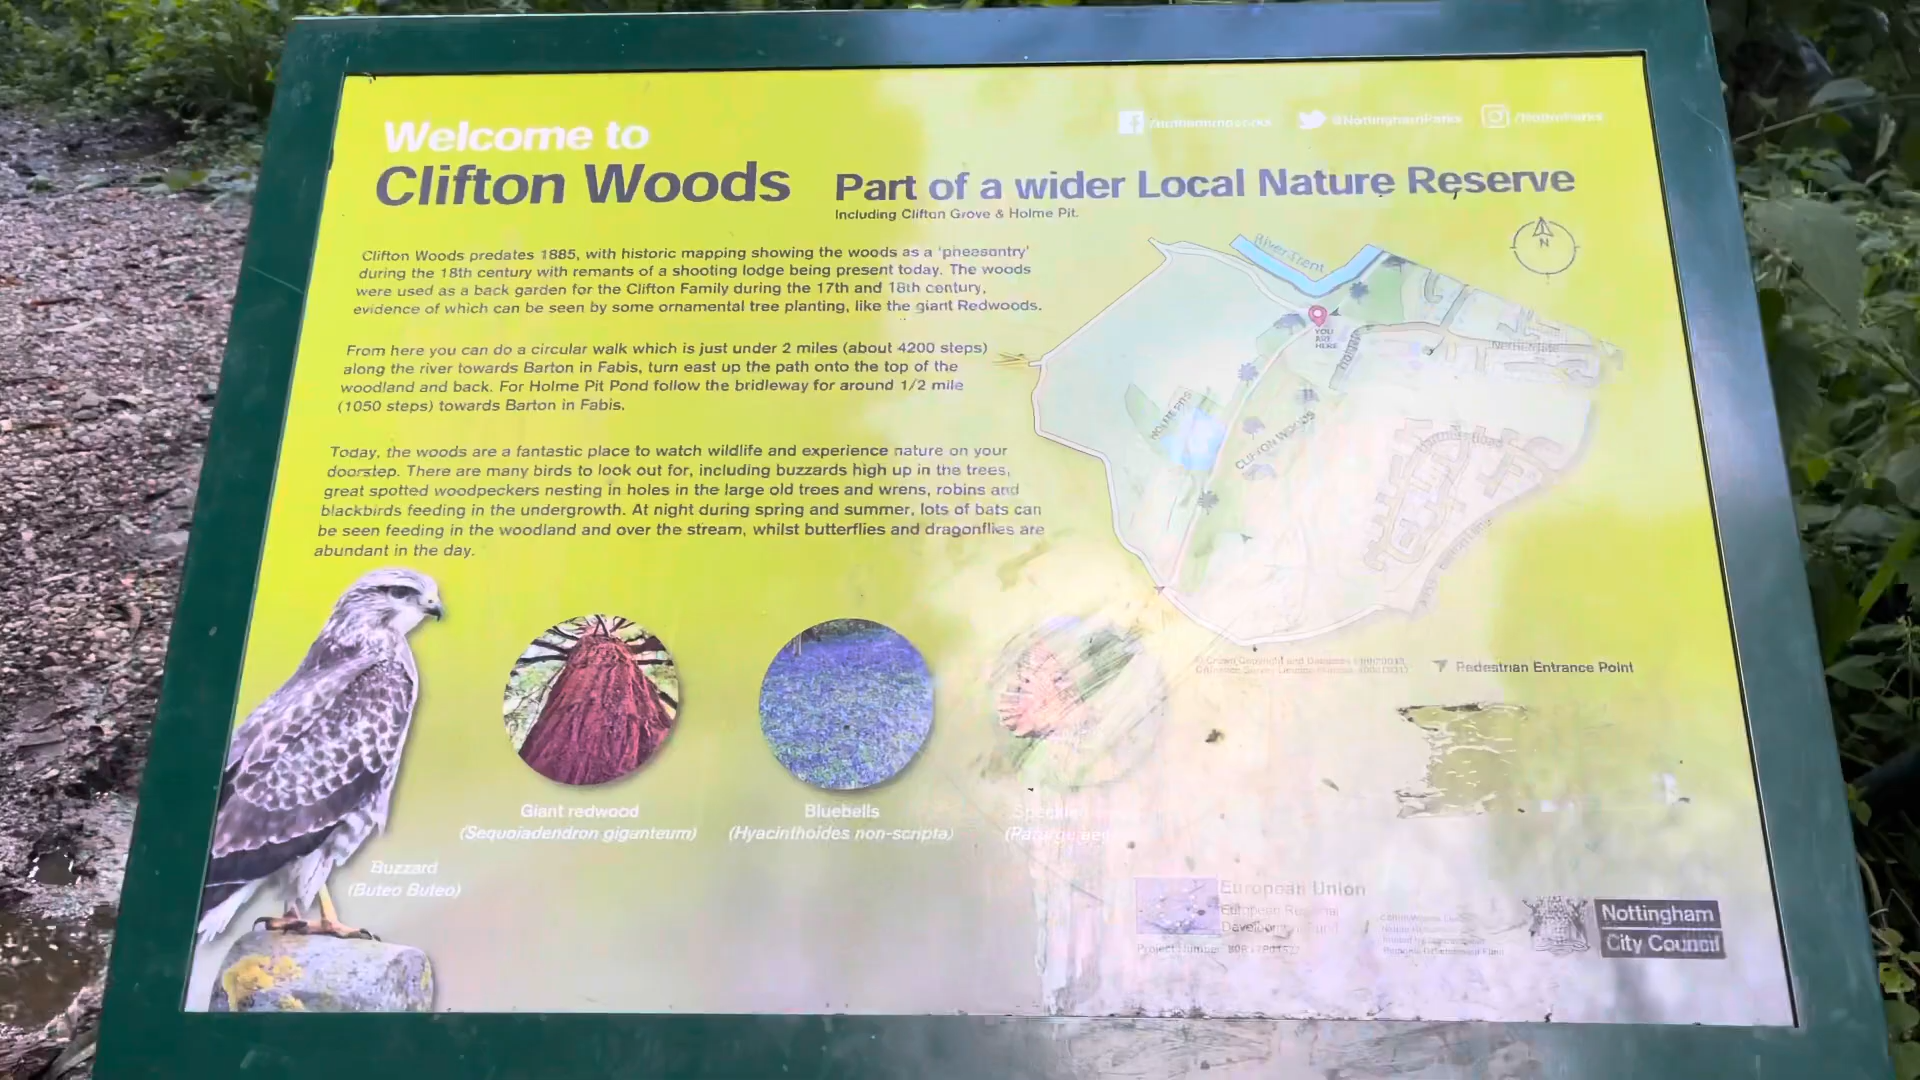 Welcome to
Clifton Woods
Part of a wider Local Nature Reserve
Including Clifton Grove & Holme Pit.
@NottinghamParks
Clifton Woods predates 1885, with historic mapping showing the woods as a 'pheasantry'
during the 18th century with remants of a shooting lodge being present today. The woods
were used as a back garden for the Clifton Family during the 17th and 18th century,
evidence of which can be seen by some ornamental tree planting, like the giant Redwoods.
From here you can do a circular walk which is just under 2 miles (about 4200 steps)
along the river towards Barton in Fabis, turn east up the path onto the top of the
woodland and back. For Holme Pit Pond follow the bridleway for around 1/2 mile
(1050 steps) towards Barton in Fabis.
Today, the woods are a fantastic place to watch wildlife and experience nature on your
doorstep. There are many birds to look out for, including buzzards high up in the trees,
great spotted woodpeckers nesting in holes in the large old trees and wrens, robins and
blackbirds feeding in the undergrowth. At night during spring and summer, lots of bats can
be seen feeding in the woodland and over the stream, whilst butterflies and dragonflies are
abundant in the day.
River Trent
N
YOU
ARE
HERE
CLIFTON WOODS
Pedestrian Entrance Point
Giant redwood
(Sequoiadendron giganteum)
Bluebells
(Hyacinthoides non-scripta)
Buzzard
(Buteo Buteo)
European Union
European Regional
Development Fund
Project Number
Nottingham
City Council